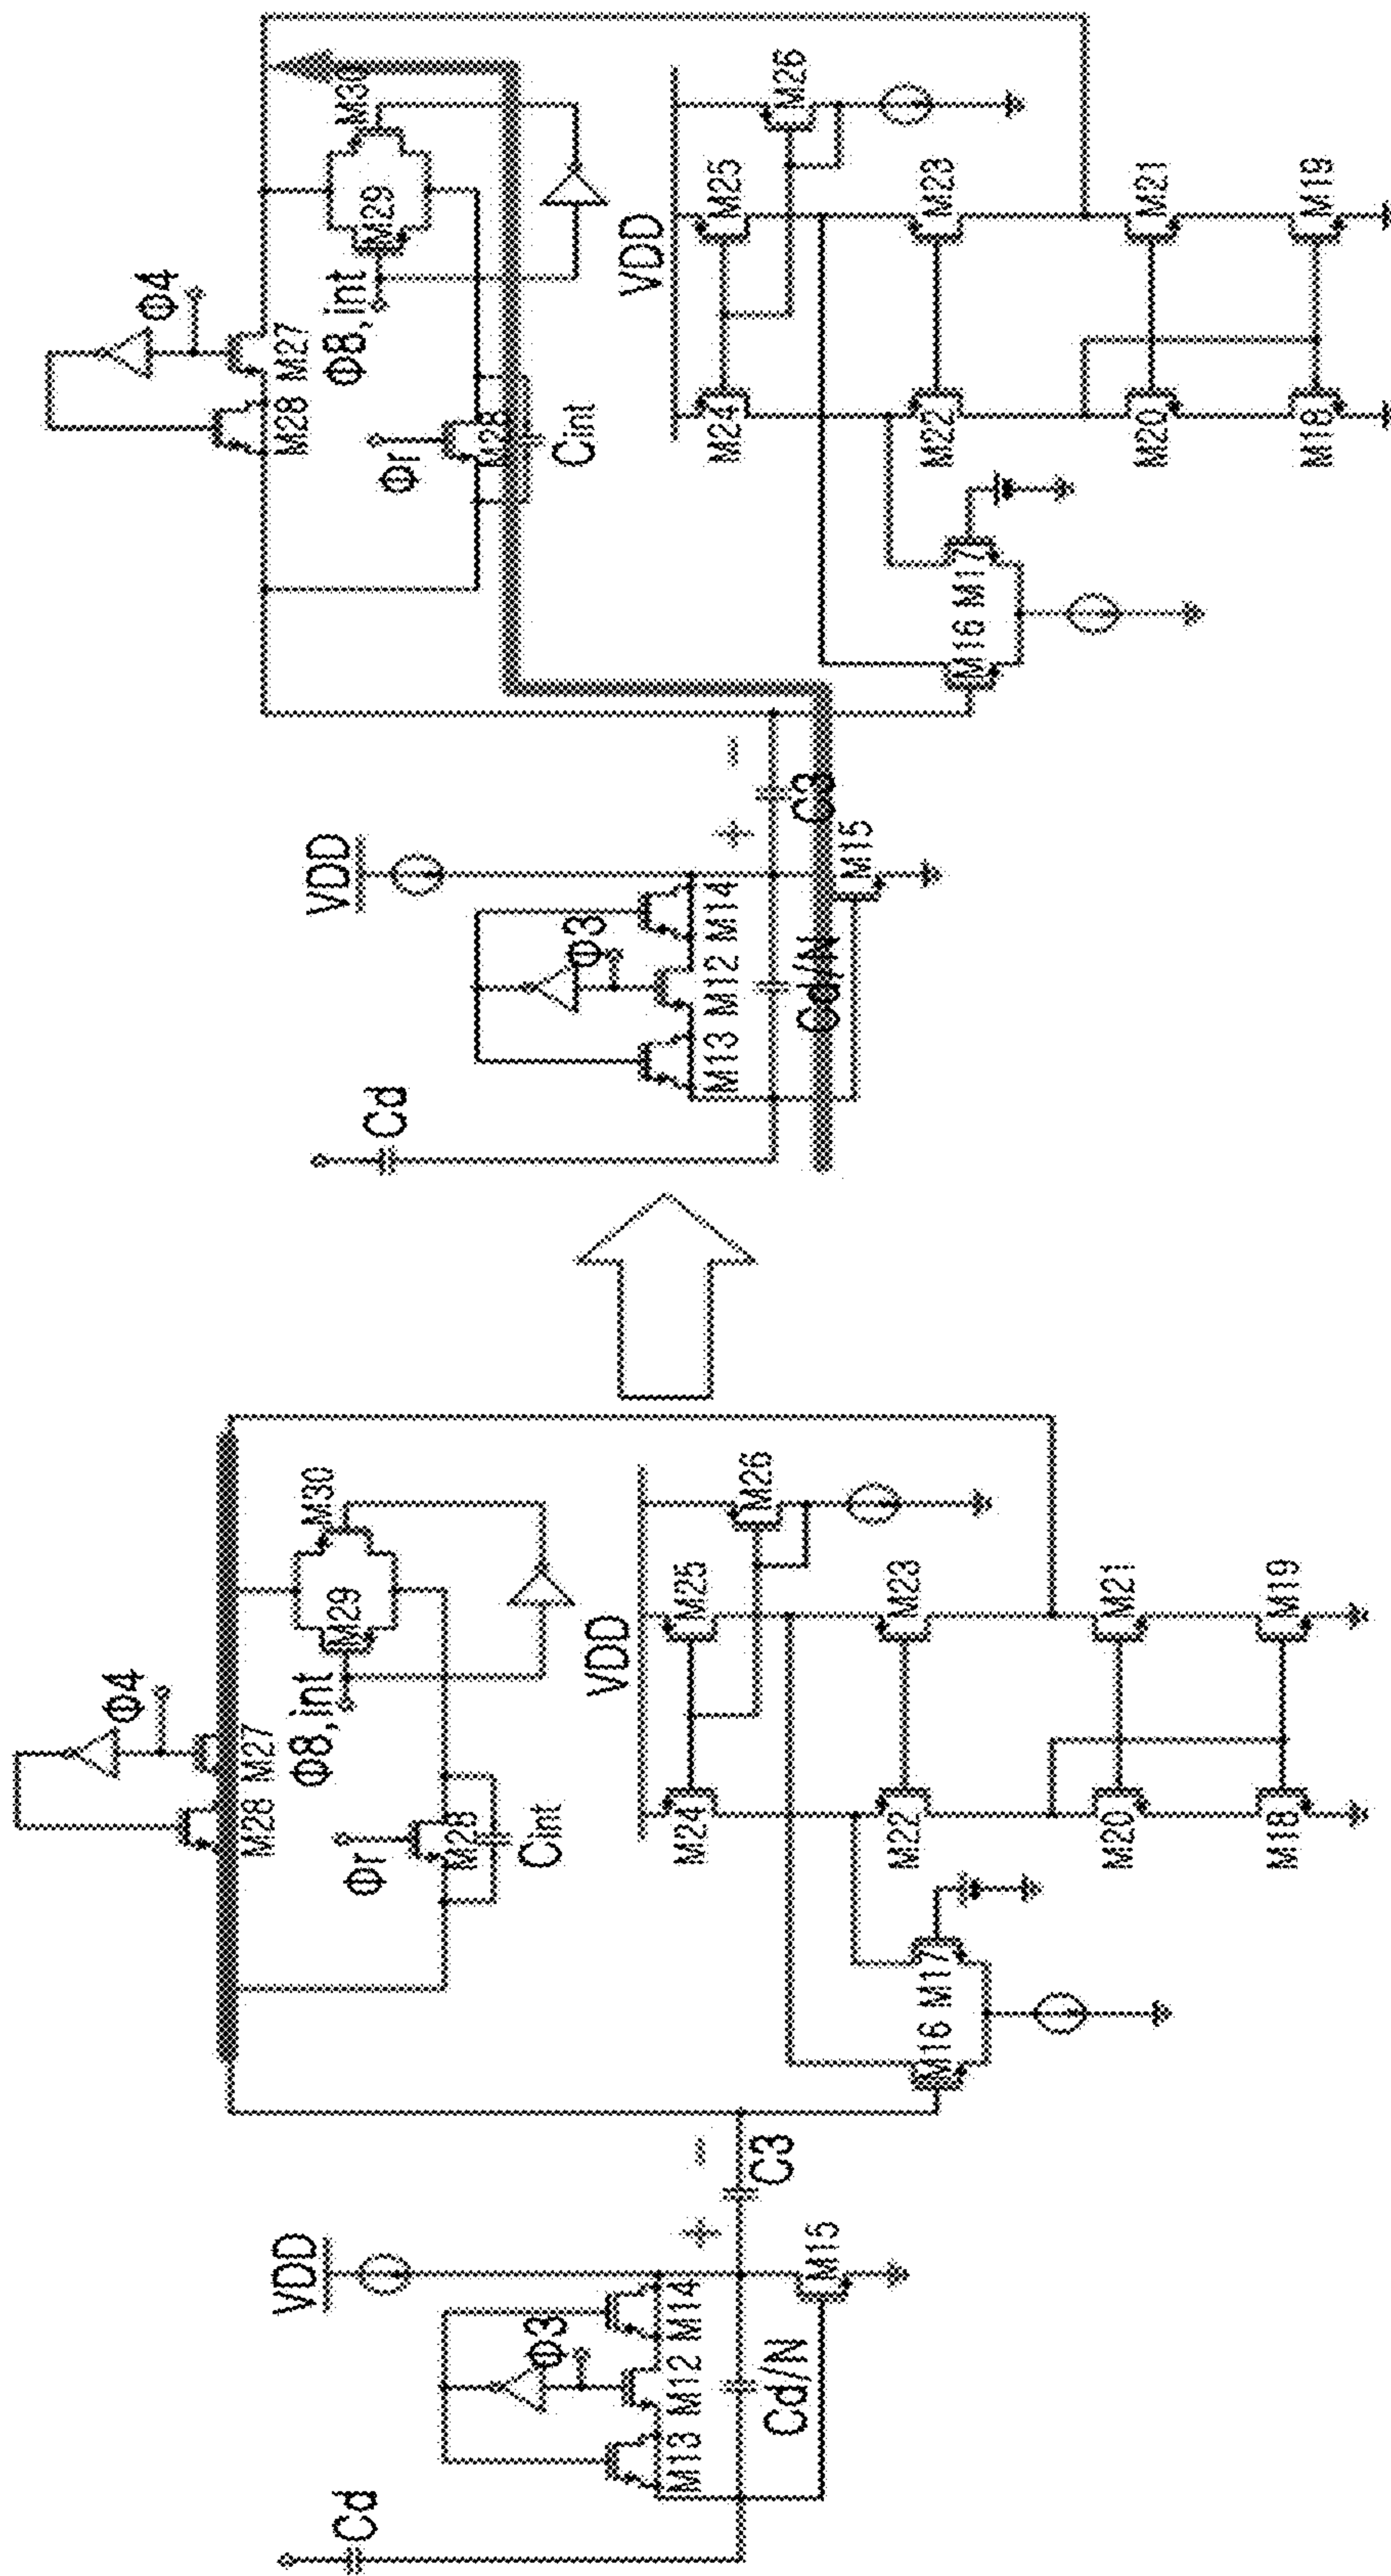 Cd
VDD
Φ3
M13 M12 M14
Cd/N
M15
C3
+
-
Φ4
M28 M27
Φr
M28
Cint
Φ8,int
M29
M30
VDD
M24
M25
M26
M22
M23
M16 M17
M20
M21
M18
M19
Cd
VDD
Φ3
M13 M12 M14
Cd/N
M15
C3
+
-
Φ4
M28 M27
Φr
M28
Cint
Φ8,int
M29
M30
VDD
M24
M25
M26
M22
M23
M16 M17
M20
M21
M18
M19